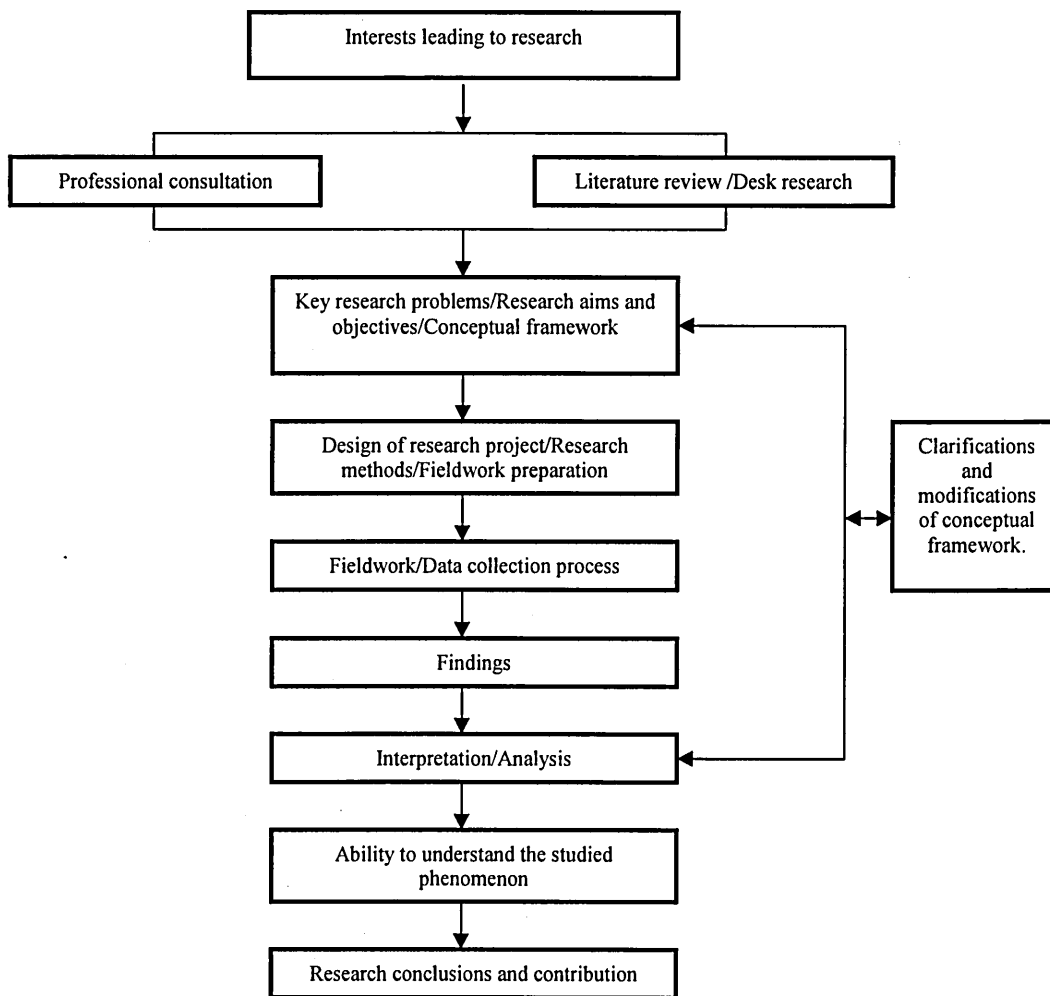 Interests leading to research
Professional consultation
Literature review /Desk research
Key research problems/Research aims and
objectives/Conceptual framework
Design of research project/Research
methods/Fieldwork preparation
Clarifications
and
modifications
of conceptual
framework.
Fieldwork/Data collection process
Findings
Interpretation/Analysis
Ability to understand the studied
phenomenon
Research conclusions and contribution